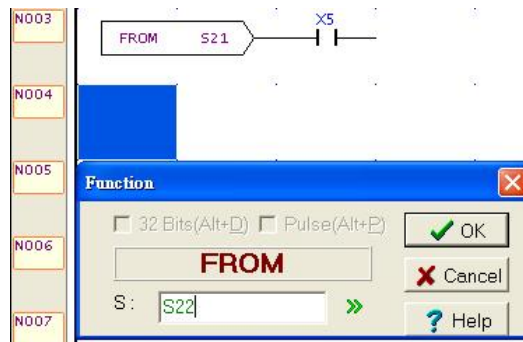 N003
X5
FROM S21
N004
N005
Function
32 Bits(Alt+D) Pulse(Alt+P)
OK
N006
FROM
Cancel
S: S22
N007
Help